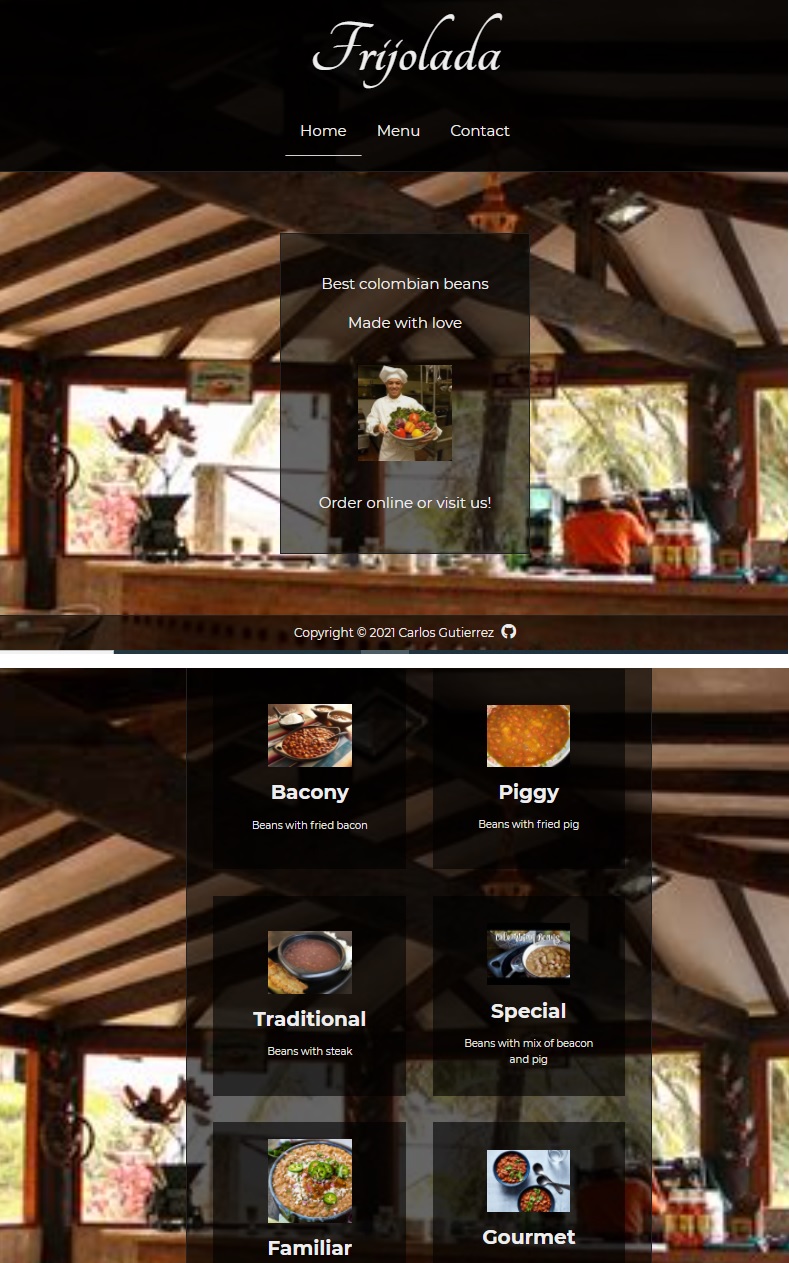 Frijolada
Home Menu Contact
Best colombian beans
Made with love
Order online or visit us!
Copyright © 2021 Carlos Gutierrez
Bacony
Beans with fried bacon
Piggy
Beans with fried pig
Traditional
Beans with steak
Special
Beans with mix of beacon
and pig
Familiar
Gourmet